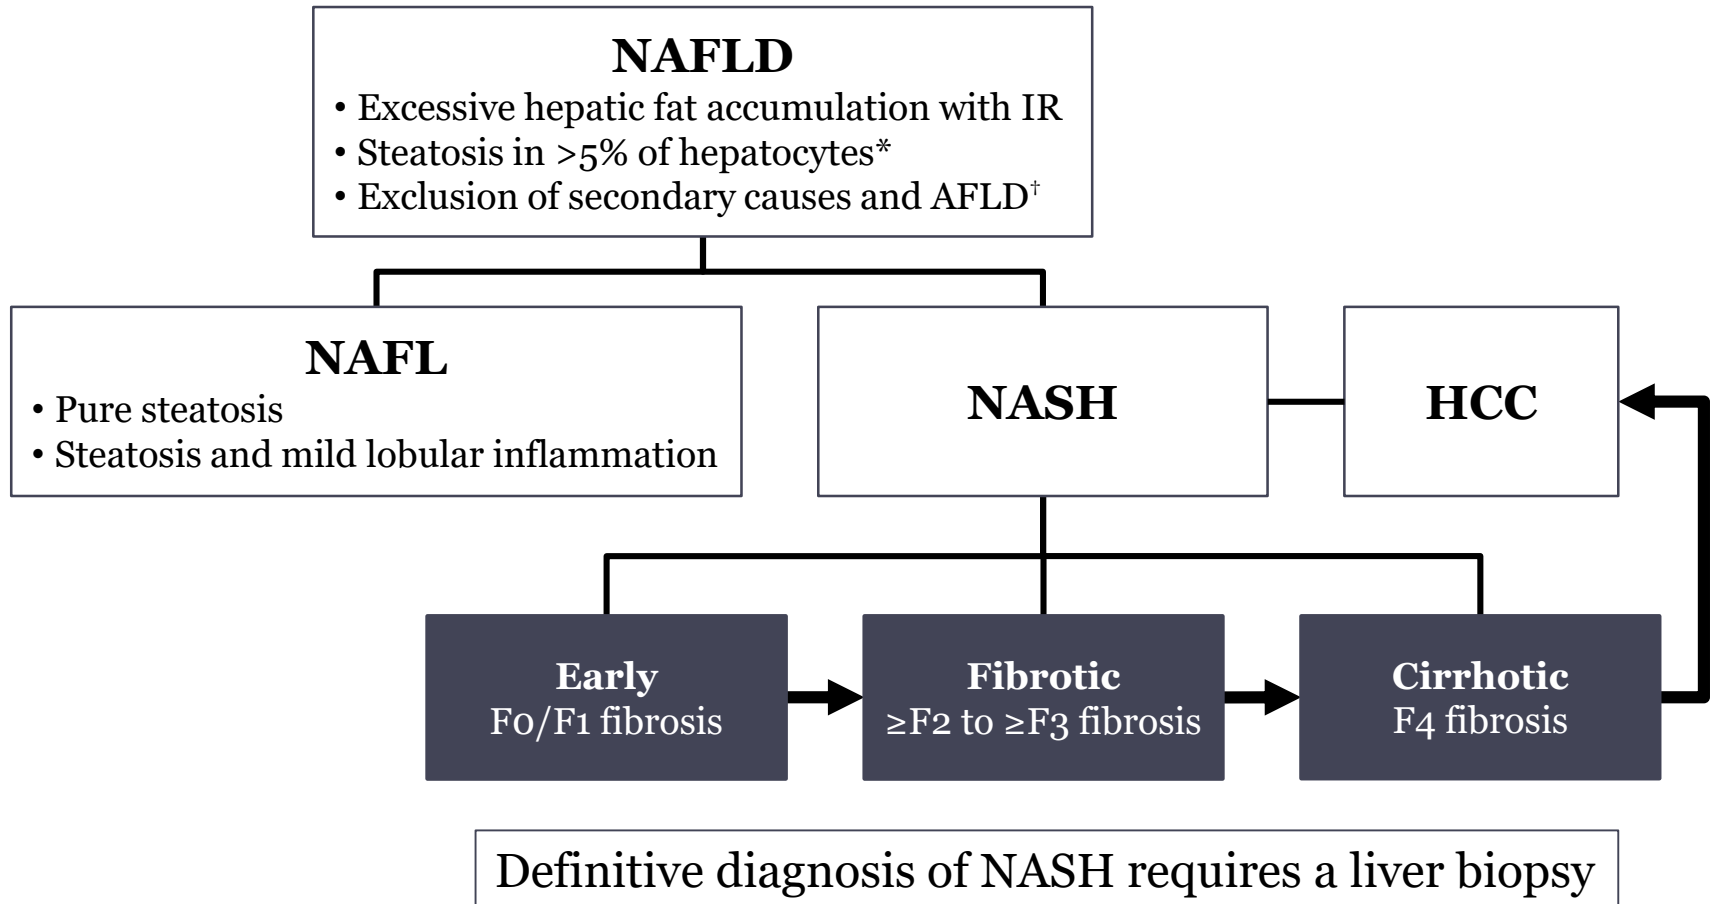 NAFLD
• Excessive hepatic fat accumulation with IR
• Steatosis in >5% of hepatocytes*
• Exclusion of secondary causes and AFLD†
NAFL
• Pure steatosis
• Steatosis and mild lobular inflammation
NASH
HCC
Early
F0/F1 fibrosis
Fibrotic
≥F2 to ≥F3 fibrosis
Cirrhotic
F4 fibrosis
Definitive diagnosis of NASH requires a liver biopsy